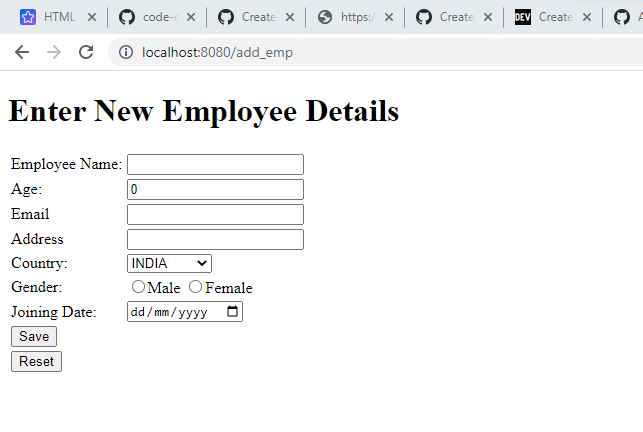 HTML code-e Create https:/ Create DEV Create A
localhost:8080/add_emp
Enter New Employee Details
Employee Name:
Age: 0
Email
Address
Country: INDIA
Gender: Male Female
Joining Date: dd/mm/yyyy
Save
Reset